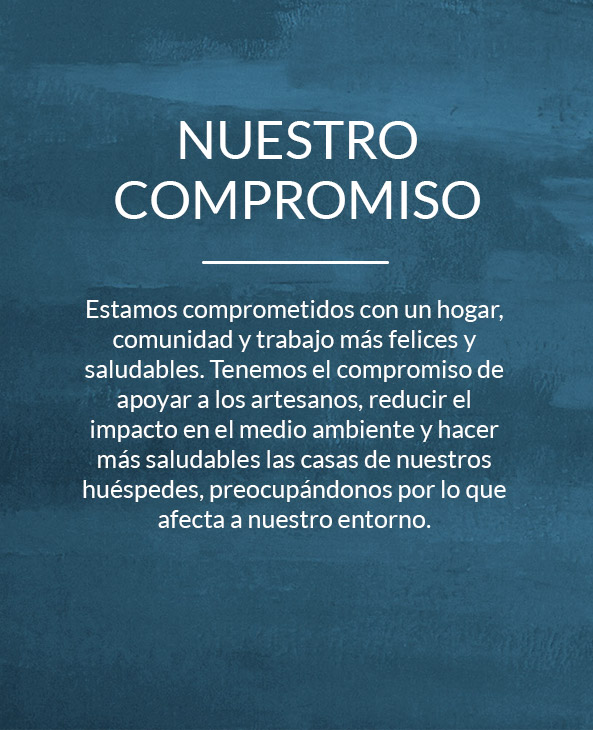 NUESTRO
COMPROMISO
Estamos comprometidos con un hogar,
comunidad y trabajo más felices y
saludables. Tenemos el compromiso de
apoyar a los artesanos, reducir el
impacto en el medio ambiente y hacer
más saludables las casas de nuestros
huéspedes, preocupándonos por lo que
afecta a nuestro entorno.